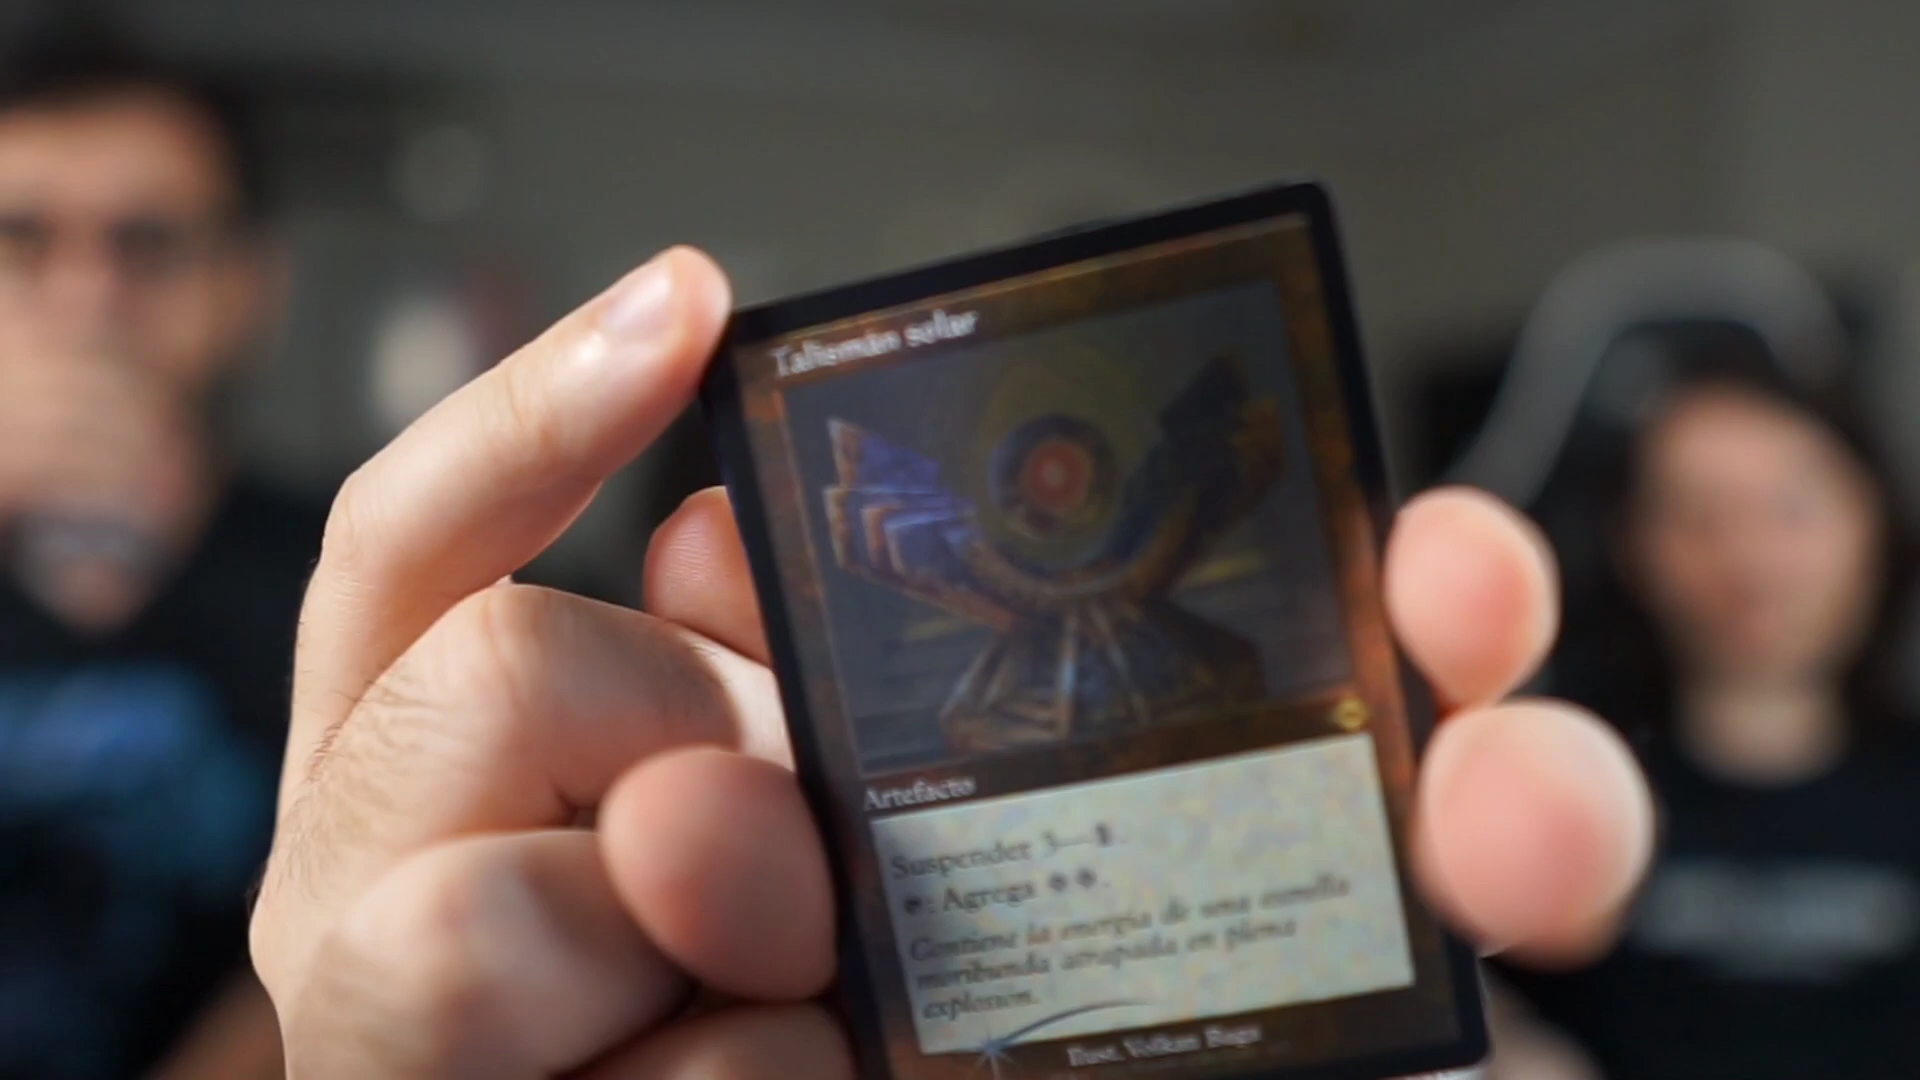 Talismán solar
Artefacto
Suspender 3—1.
: Agrega
Contiene la energía de una estrella
moribunda atrapada en plena
explosión.
Ilust. Volkan Baga